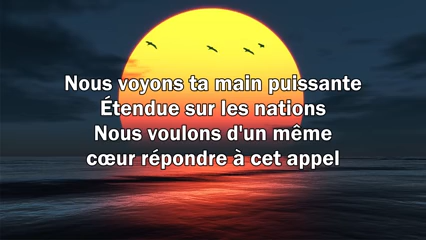 Nous voyons ta main puissante
Étendue sur les nations
Nous voulons d'un même
cœur répondre à cet appel